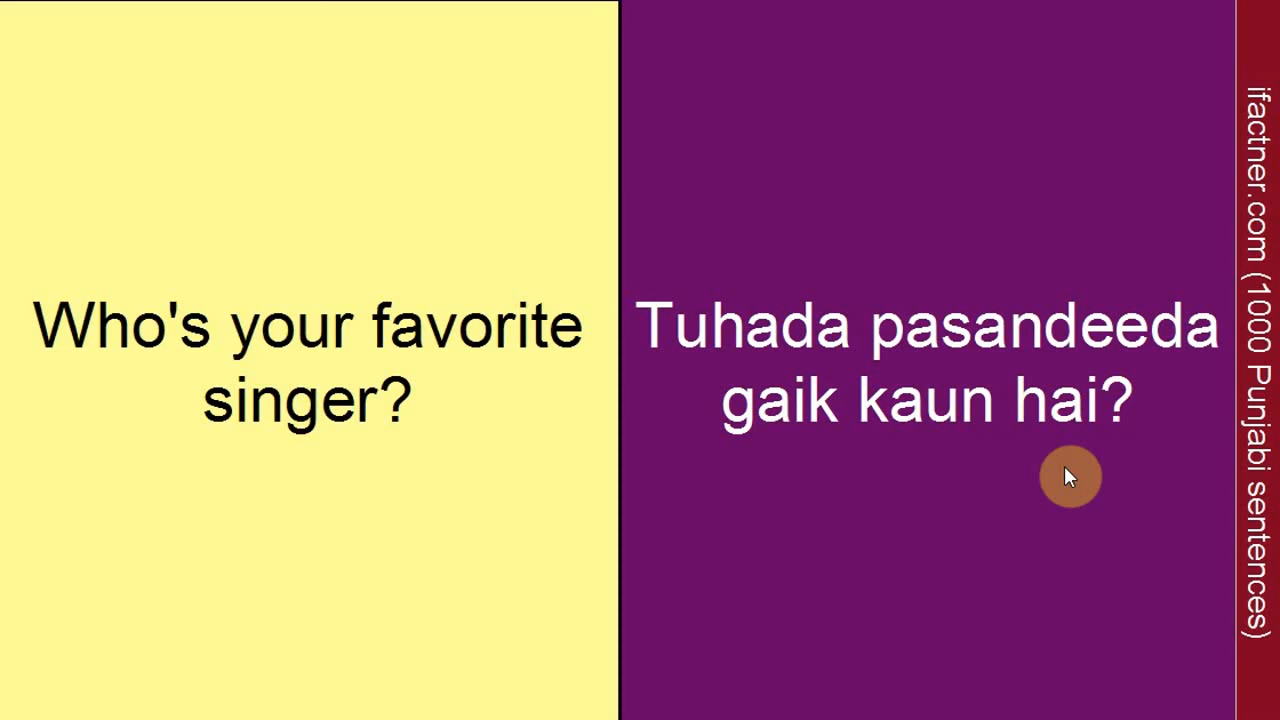 Who's your favorite
singer?
Tuhada pasandeeda
gaik kaun hai?
ifactner.com (1000 Punjabi sentences)